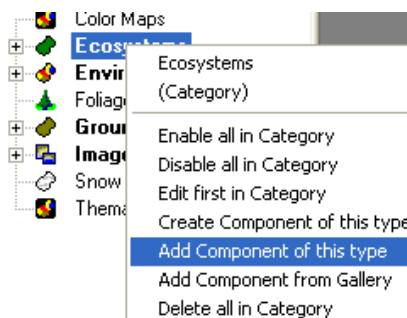 Color Maps
Ecosystems
Envir
Foliag
Grour
Image
Snow
Thema
Ecosystems
(Category)
Enable all in Category
Disable all in Category
Edit first in Category
Create Component of this type
Add Component of this type
Add Component from Gallery
Delete all in Category